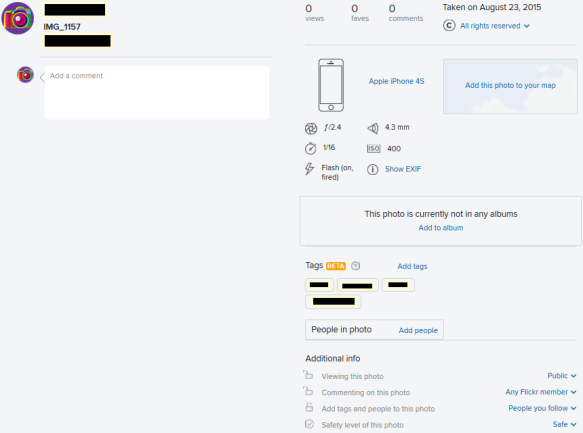 IMG_1157
Add a comment
0 views
0 faves
0 comments
Taken on August 23, 2015
© All rights reserved
Apple iPhone 4S
Add this photo to your map
ƒ/2.4
4.3 mm
1/16
ISO 400
Flash (on, fired)
Show EXIF
This photo is currently not in any albums
Add to album
Tags BETA ?
Add tags
People in photo
Add people
Additional info
Viewing this photo Public
Commenting on this photo Any Flickr member
Add tags and people to this photo People you follow
Safety level of this photo Safe